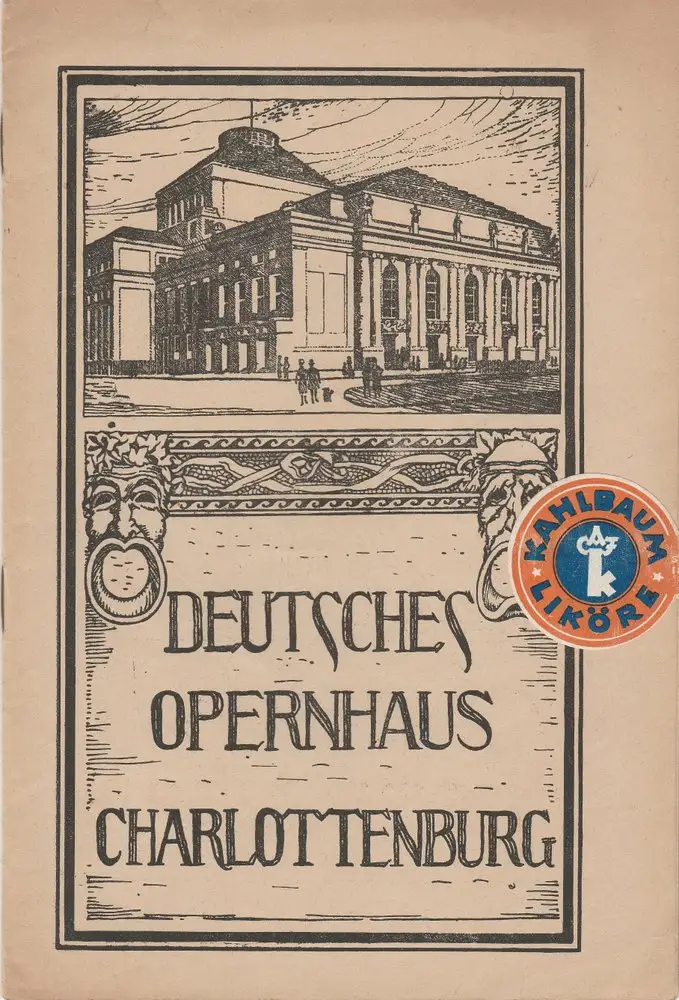 DEUTSCHES
OPERNHAUS
CHARLOTTENBURG
KAHLBAUM
LIKÖRE